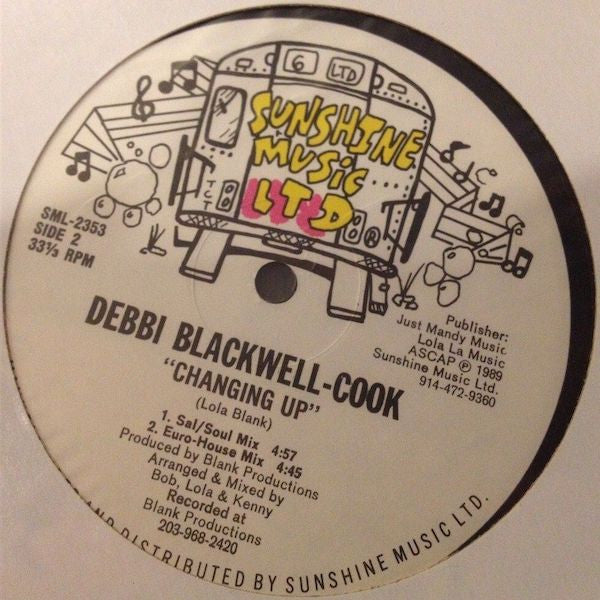 6 LTD
SUNSHINE
MUSIC
LTD
TCT
®
SML-2353
SIDE 2
33⅓ RPM
DEBBI BLACKWELL-COOK
"CHANGING UP"
(Lola Blank)
1. Sal/Soul Mix 4:57
2. Euro-House Mix 4:45
Produced by Blank Productions
Arranged & Mixed by
Bob, Lola & Kenny
Recorded at
Blank Productions
203-968-2420
Publisher:
Just Mandy Music
Lola La Music
ASCAP ℗ 1989
Sunshine Music Ltd.
914-472-9360
AND DISTRIBUTED BY SUNSHINE MUSIC LTD.